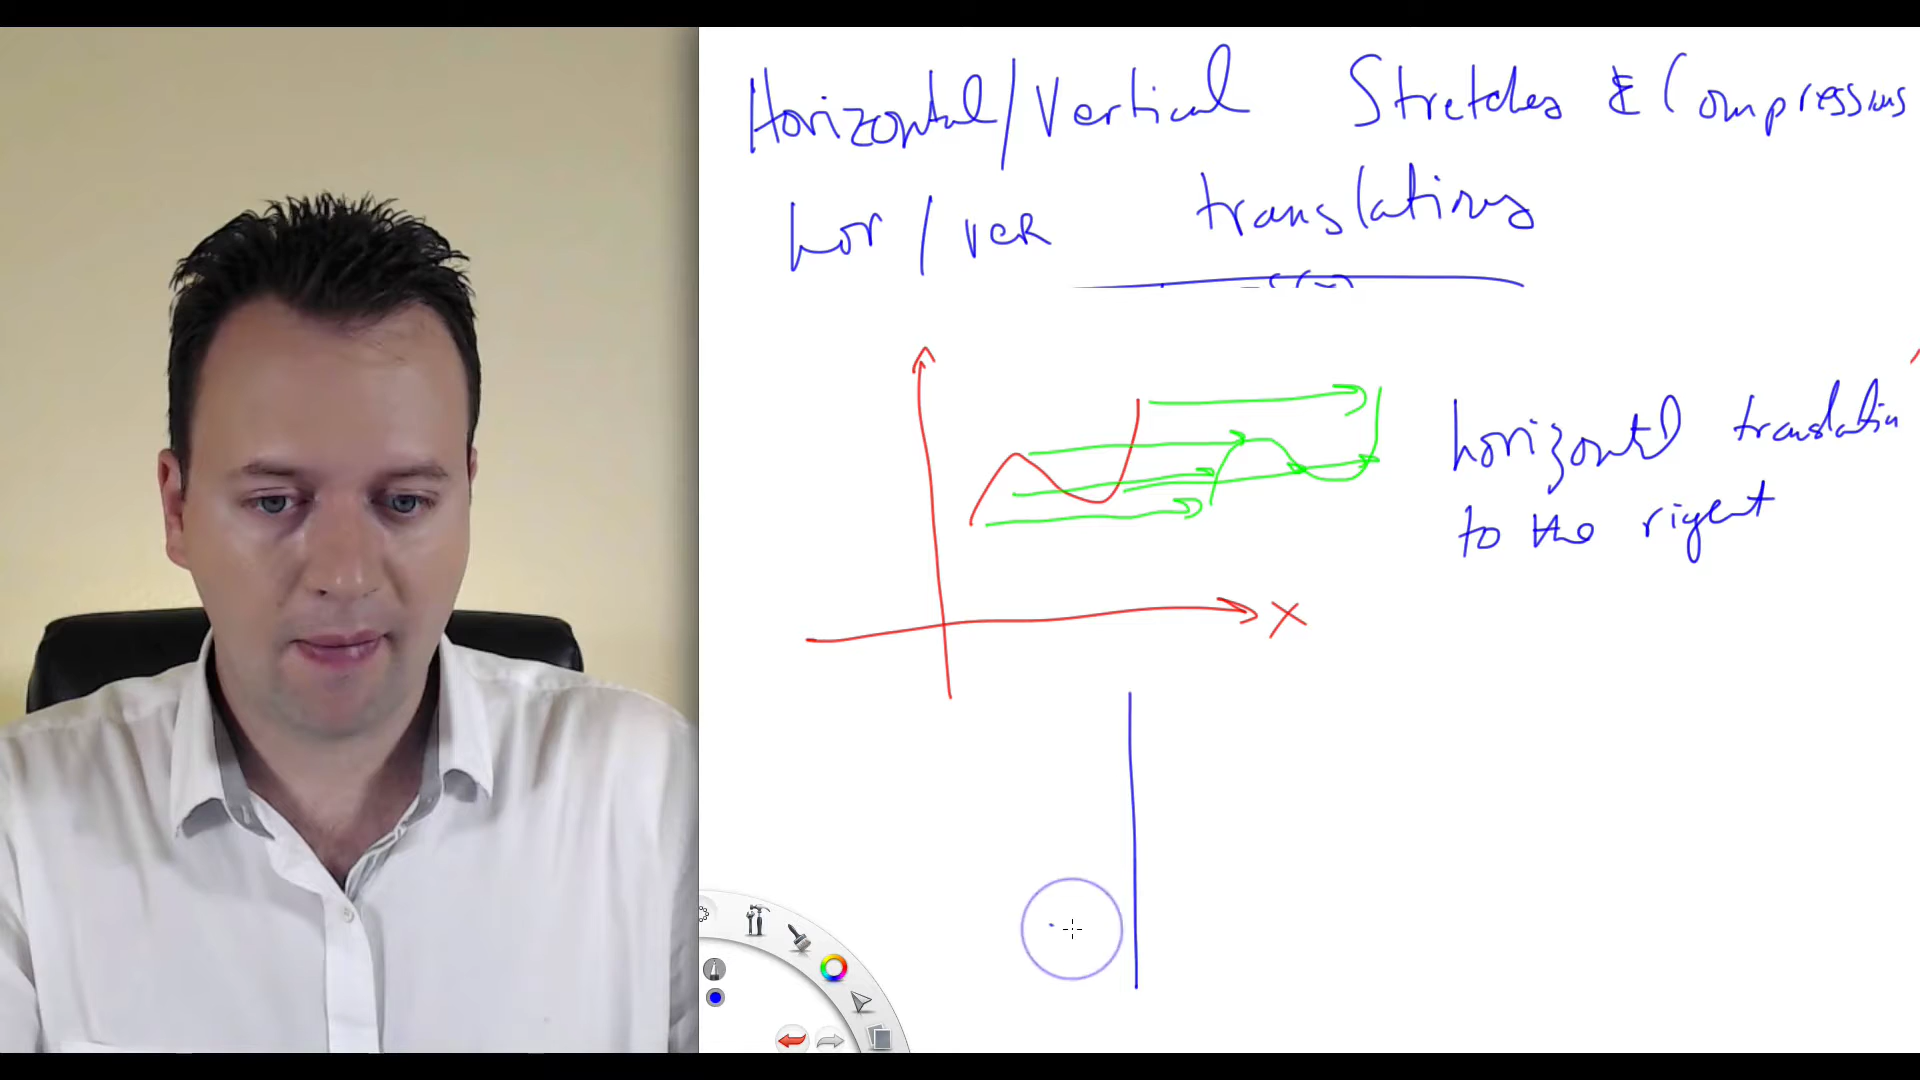 Horizontal/Vertical Stretches & Compressions
hor/ver translations
horizontal translation
to the right
X